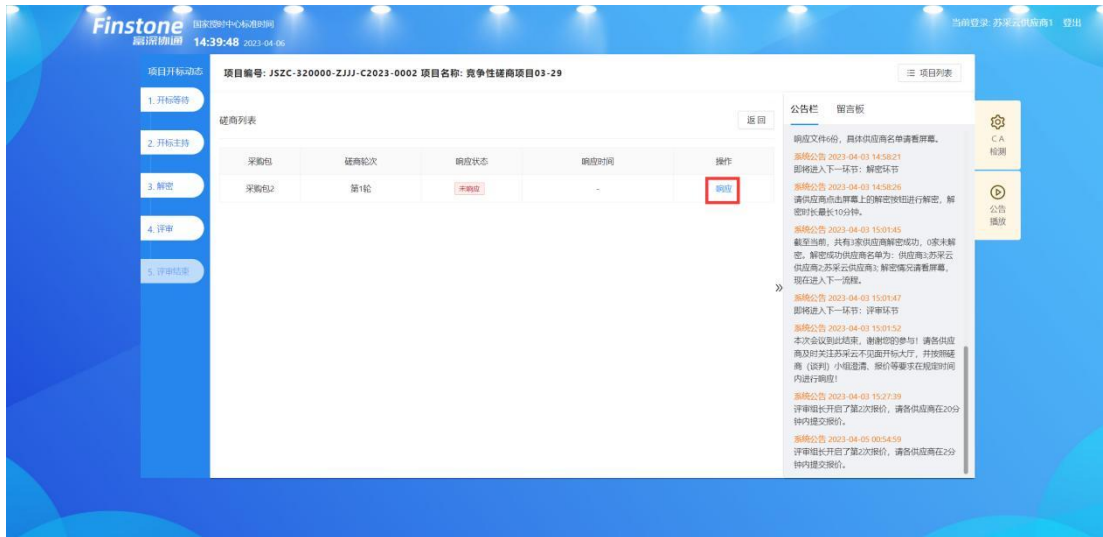 Finstone 国家授时中心标准时间
富深协通 14:39:48 2023-04-06
当前登录: 苏采云供应商1 登出
项目开标动态
1. 开标等待
2. 开标主持
3. 解密
4. 评审
5. 评审结束
项目编号: JSZC-320000-ZJJJ-C2023-0002 项目名称: 竞争性磋商项目03-29
项目列表
磋商列表
返回
采购包 磋商轮次 响应状态 响应时间 操作
采购包2 第1轮 未响应 - 响应
公告栏 留言板
响应文件6份，具体供应商名单请看屏幕。
系统公告 2023-04-03 14:58:21
即将进入下一环节：解密环节
系统公告 2023-04-03 14:58:26
请供应商点击屏幕上的解密按钮进行解密，解
密时长最长10分钟。
系统公告 2023-04-03 15:01:45
截至当前，共有3家供应商解密成功，0家未解
密。解密成功供应商名单为：供应商3;苏采云
供应商2;苏采云供应商3; 解密情况请看屏幕，
现在进入下一流程。
系统公告 2023-04-03 15:01:47
即将进入下一环节：评审环节
系统公告 2023-04-03 15:01:52
本次会议到此结束，谢谢您的参与！请各供应
商及时关注苏采云不见面开标大厅，并按照磋
商（谈判）小组澄清、报价等要求在规定时间
内进行响应！
系统公告 2023-04-03 15:27:39
评审组长开启了第2次报价，请各供应商在20分
钟内提交报价。
系统公告 2023-04-05 00:54:59
评审组长开启了第2次报价，请各供应商在2分
钟内提交报价。
CA
检测
公告
播放